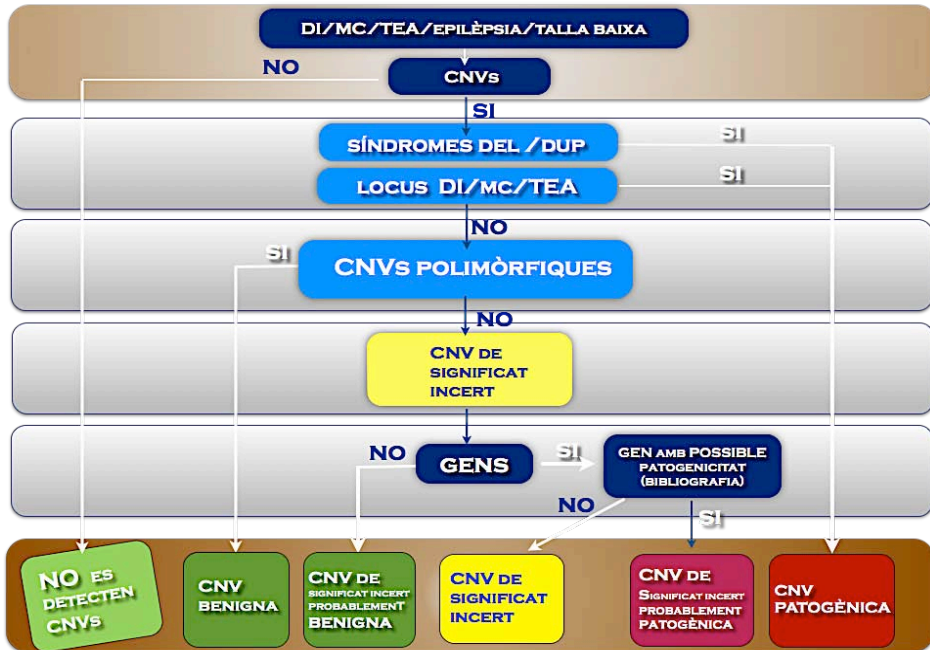 DI/MC/TEA/EPILÈPSIA/TALLA BAIXA
NO
CNVs
SI
SÍNDROMES DEL /DUP
SI
LOCUS DI/MC/TEA
SI
NO
SI
CNVs POLIMÒRFIQUES
NO
CNV DE
SIGNIFICAT
INCERT
NO
GENS
SI
GEN AMB POSSIBLE
PATOGENICITAT
(BIBLIOGRAFIA)
NO
SI
NO ES
DETECTEN
CNVs
CNV
BENIGNA
CNV DE
SIGNIFICAT INCERT
PROBABLEMENT
BENIGNA
CNV DE
SIGNIFICAT
INCERT
CNV DE
SIGNIFICAT INCERT
PROBABLEMENT
PATOGÈNICA
CNV
PATOGÈNICA